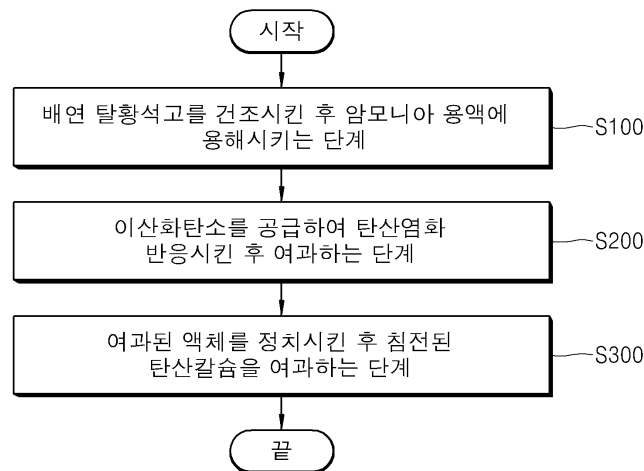 시작
배연 탈황석고를 건조시킨 후 암모니아 용액에
용해시키는 단계
S100
이산화탄소를 공급하여 탄산염화
반응시킨 후 여과하는 단계
S200
여과된 액체를 정치시킨 후 침전된
탄산칼슘을 여과하는 단계
S300
끝